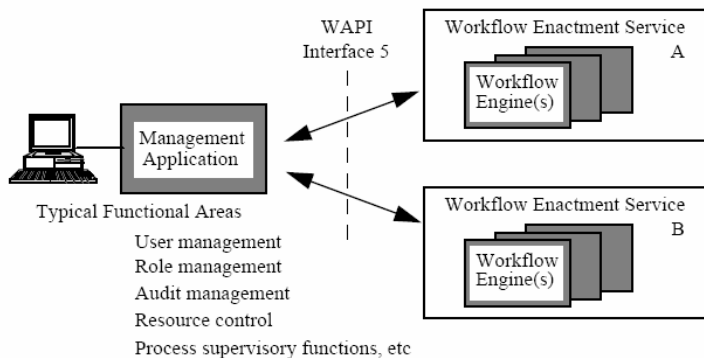 WAPI
Interface 5
Workflow Enactment Service
A
Workflow
Engine(s)
Management
Application
Typical Functional Areas
User management
Role management
Audit management
Resource control
Process supervisory functions, etc
Workflow Enactment Service
B
Workflow
Engine(s)